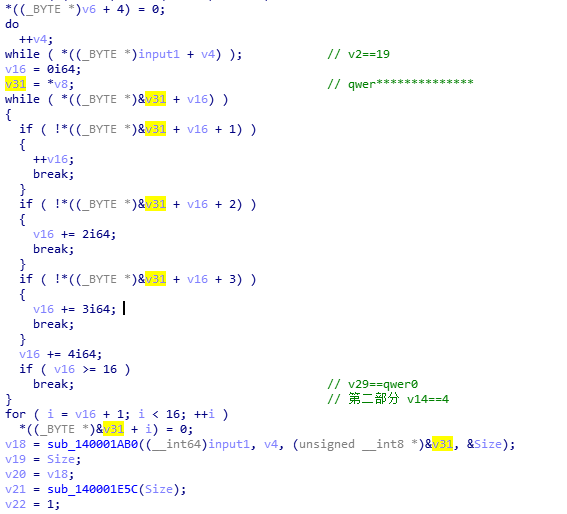 *((_BYTE *)v6 + 4) = 0;
do
++v4;
while ( *((_BYTE *)input1 + v4) ); // v2==19
v16 = 0i64;
v31 = *v8; // qwer**************
while ( *((_BYTE *)&v31 + v16) )
{
if ( !*((_BYTE *)&v31 + v16 + 1) )
{
++v16;
break;
}
if ( !*((_BYTE *)&v31 + v16 + 2) )
{
v16 += 2i64;
break;
}
if ( !*((_BYTE *)&v31 + v16 + 3) )
{
v16 += 3i64;
break;
}
v16 += 4i64;
if ( v16 >= 16 )
break; // v29==qwer0
} // 第二部分 v14==4
for ( i = v16 + 1; i < 16; ++i )
*((_BYTE *)&v31 + i) = 0;
v18 = sub_140001AB0((__int64)input1, v4, (unsigned __int8 *)&v31, &Size);
v19 = Size;
v20 = v18;
v21 = sub_140001E5C(Size);
v22 = 1;